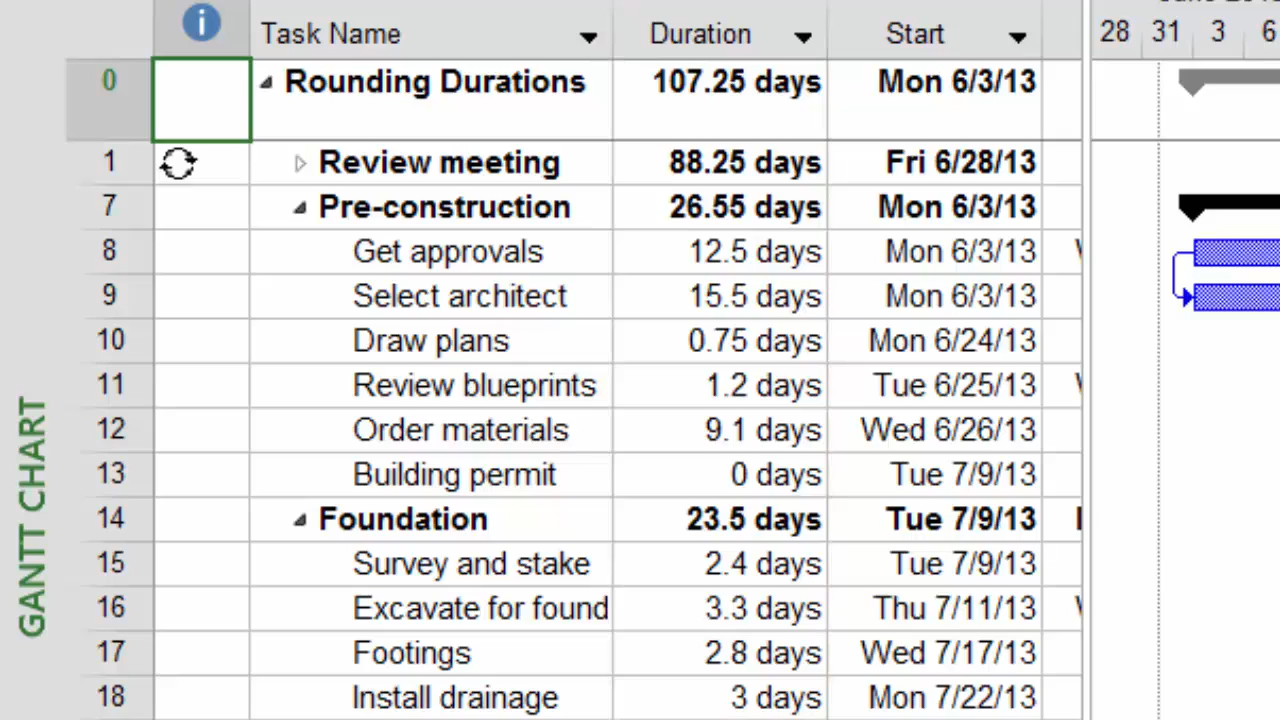 Task Name Duration Start 28 31 3 6
0 Rounding Durations 107.25 days Mon 6/3/13
1 Review meeting 88.25 days Fri 6/28/13
7 Pre-construction 26.55 days Mon 6/3/13
8 Get approvals 12.5 days Mon 6/3/13
9 Select architect 15.5 days Mon 6/3/13
10 Draw plans 0.75 days Mon 6/24/13
11 Review blueprints 1.2 days Tue 6/25/13
12 Order materials 9.1 days Wed 6/26/13
13 Building permit 0 days Tue 7/9/13
14 Foundation 23.5 days Tue 7/9/13
15 Survey and stake 2.4 days Tue 7/9/13
16 Excavate for found 3.3 days Thu 7/11/13
17 Footings 2.8 days Wed 7/17/13
18 Install drainage 3 days Mon 7/22/13
GANTT CHART